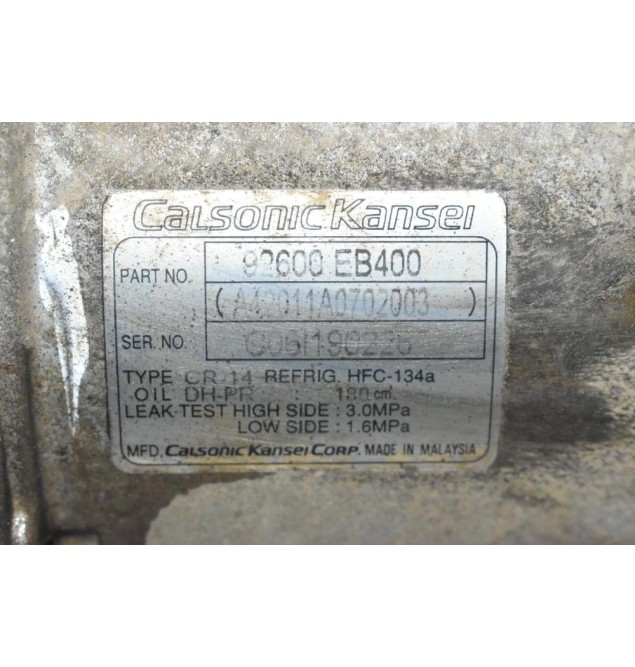 CalsonicKansei
PART NO. 92600 EB400
(A42011A0702003)
SER. NO.
TYPE CR-14 REFRIG. HFC-134a
OIL DH-PR : 180 cm³
LEAK TEST HIGH SIDE : 3.0MPa
LOW SIDE : 1.6MPa
MFD. CalsonicKansei CORP. MADE IN MALAYSIA